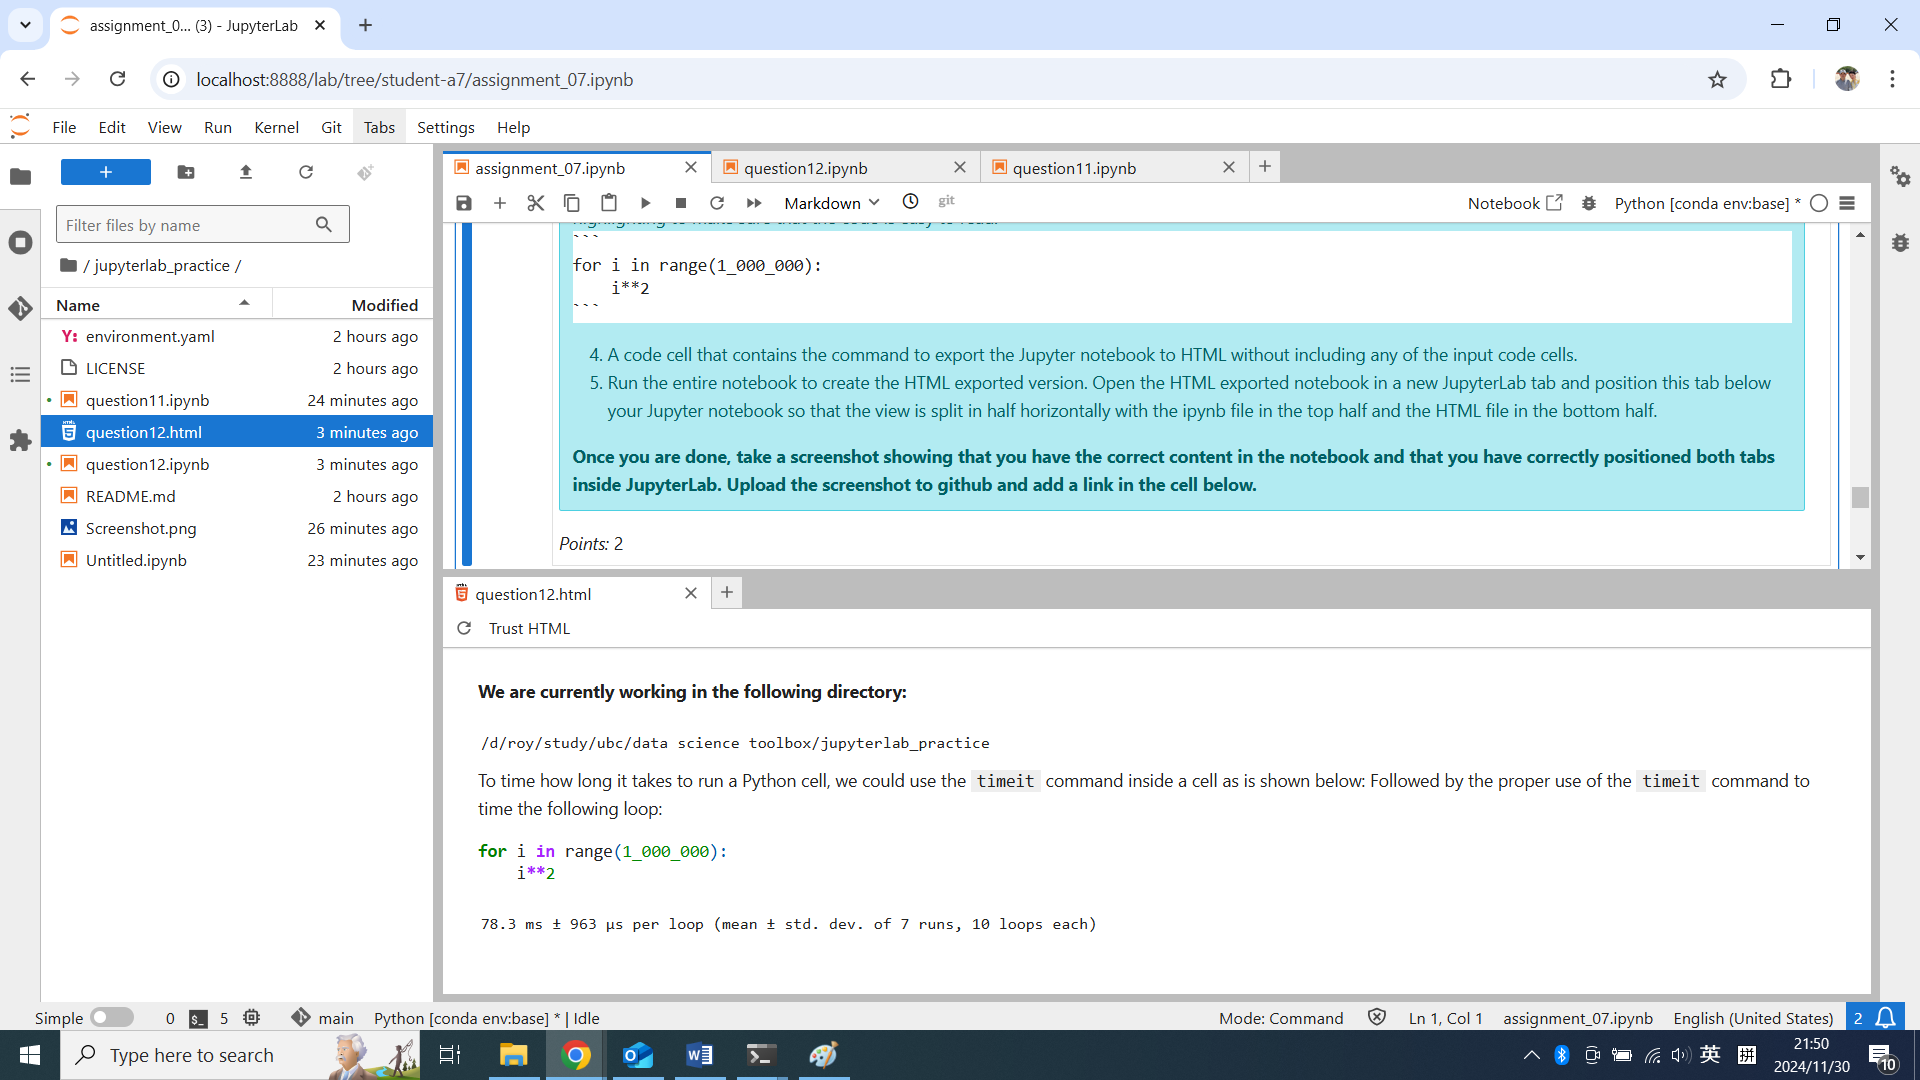 assignment_0... (3) - JupyterLab
localhost:8888/lab/tree/student-a7/assignment_07.ipynb
File Edit View Run Kernel Git Tabs Settings Help
Filter files by name
/ jupyterlab_practice /
Name Modified
environment.yaml 2 hours ago
LICENSE 2 hours ago
question11.ipynb 24 minutes ago
question12.html 3 minutes ago
question12.ipynb 3 minutes ago
README.md 2 hours ago
Screenshot.png 26 minutes ago
Untitled.ipynb 23 minutes ago
assignment_07.ipynb question12.ipynb question11.ipynb
Markdown git Notebook Python [conda env:base] *
highlighting to make sure that the code is easy to read.
```
for i in range(1_000_000):
    i**2
```
4. A code cell that contains the command to export the Jupyter notebook to HTML without including any of the input code cells.
5. Run the entire notebook to create the HTML exported version. Open the HTML exported notebook in a new JupyterLab tab and position this tab below
your Jupyter notebook so that the view is split in half horizontally with the ipynb file in the top half and the HTML file in the bottom half.
Once you are done, take a screenshot showing that you have the correct content in the notebook and that you have correctly positioned both tabs
inside JupyterLab. Upload the screenshot to github and add a link in the cell below.
Points: 2
question12.html
Trust HTML
We are currently working in the following directory:
/d/roy/study/ubc/data science toolbox/jupyterlab_practice
To time how long it takes to run a Python cell, we could use the timeit command inside a cell as is shown below: Followed by the proper use of the timeit command to
time the following loop:
for i in range(1_000_000):
    i**2
78.3 ms ± 963 µs per loop (mean ± std. dev. of 7 runs, 10 loops each)
Simple 0 $_ 5 main Python [conda env:base] * | Idle Mode: Command Ln 1, Col 1 assignment_07.ipynb English (United States) 2
Type here to search
英 拼 21:50
2024/11/30 10